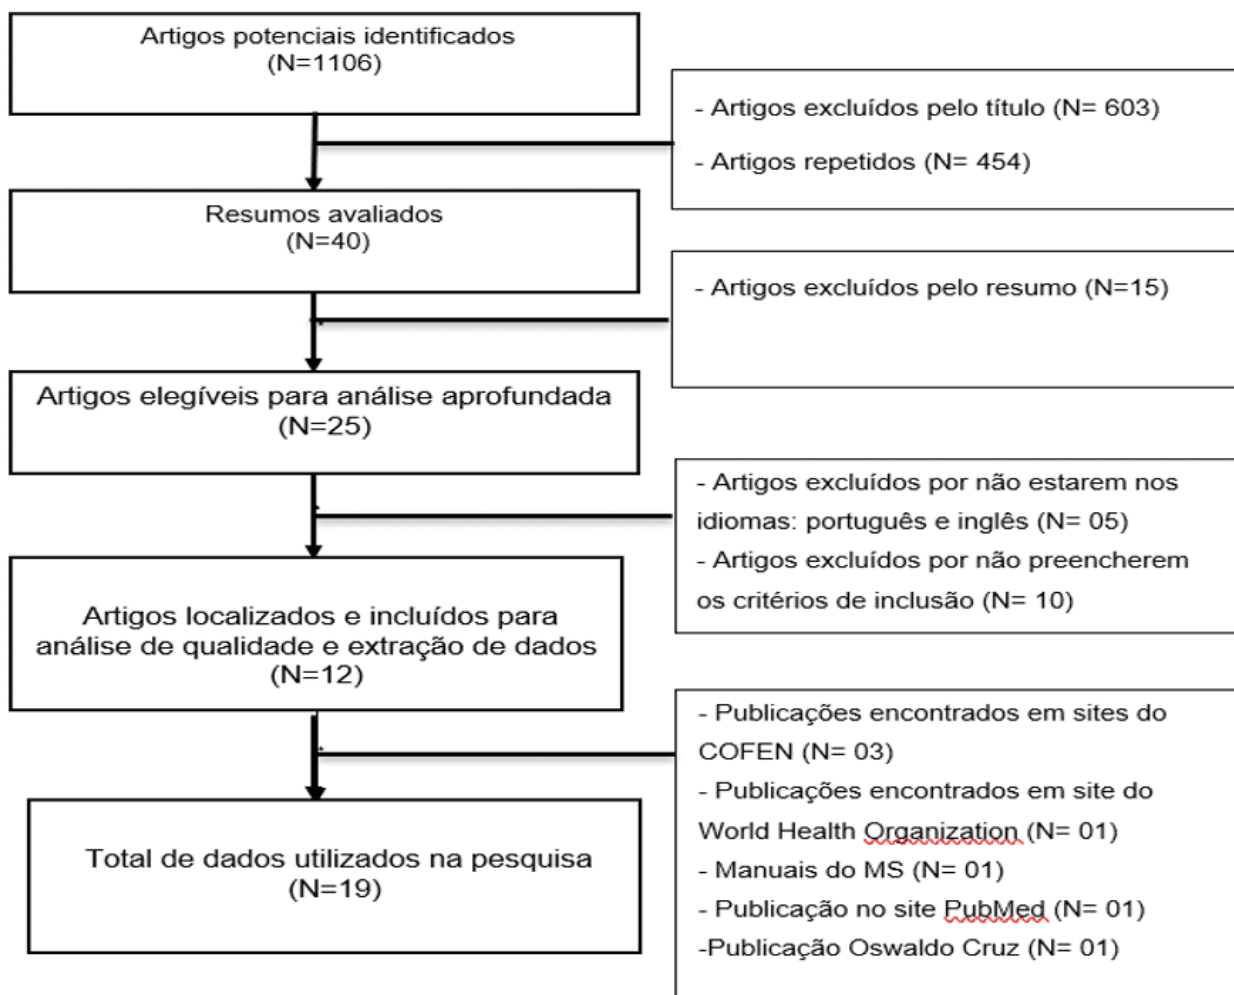 Artigos potenciais identificados
(N=1106)
- Artigos excluídos pelo título (N= 603)
- Artigos repetidos (N= 454)
Resumos avaliados
(N=40)
- Artigos excluídos pelo resumo (N=15)
Artigos elegíveis para análise aprofundada
(N=25)
- Artigos excluídos por não estarem nos
idiomas: português e inglês (N= 05)
- Artigos excluídos por não preencherem
os critérios de inclusão (N= 10)
Artigos localizados e incluídos para
análise de qualidade e extração de dados
(N=12)
- Publicações encontrados em sites do
COFEN (N= 03)
- Publicações encontrados em site do
World Health Organization (N= 01)
- Manuais do MS (N= 01)
- Publicação no site PubMed (N= 01)
-Publicação Oswaldo Cruz (N= 01)
Total de dados utilizados na pesquisa
(N=19)